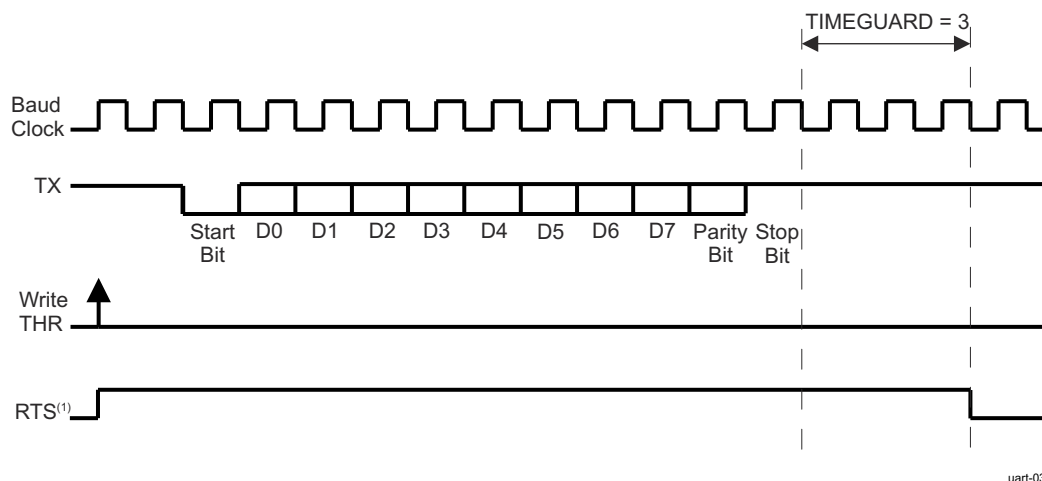 TIMEGUARD = 3
Baud
Clock
TX
Start
Bit
D0 D1 D2 D3 D4 D5 D6 D7
Parity
Bit
Stop
Bit
Write
THR
RTS(1)